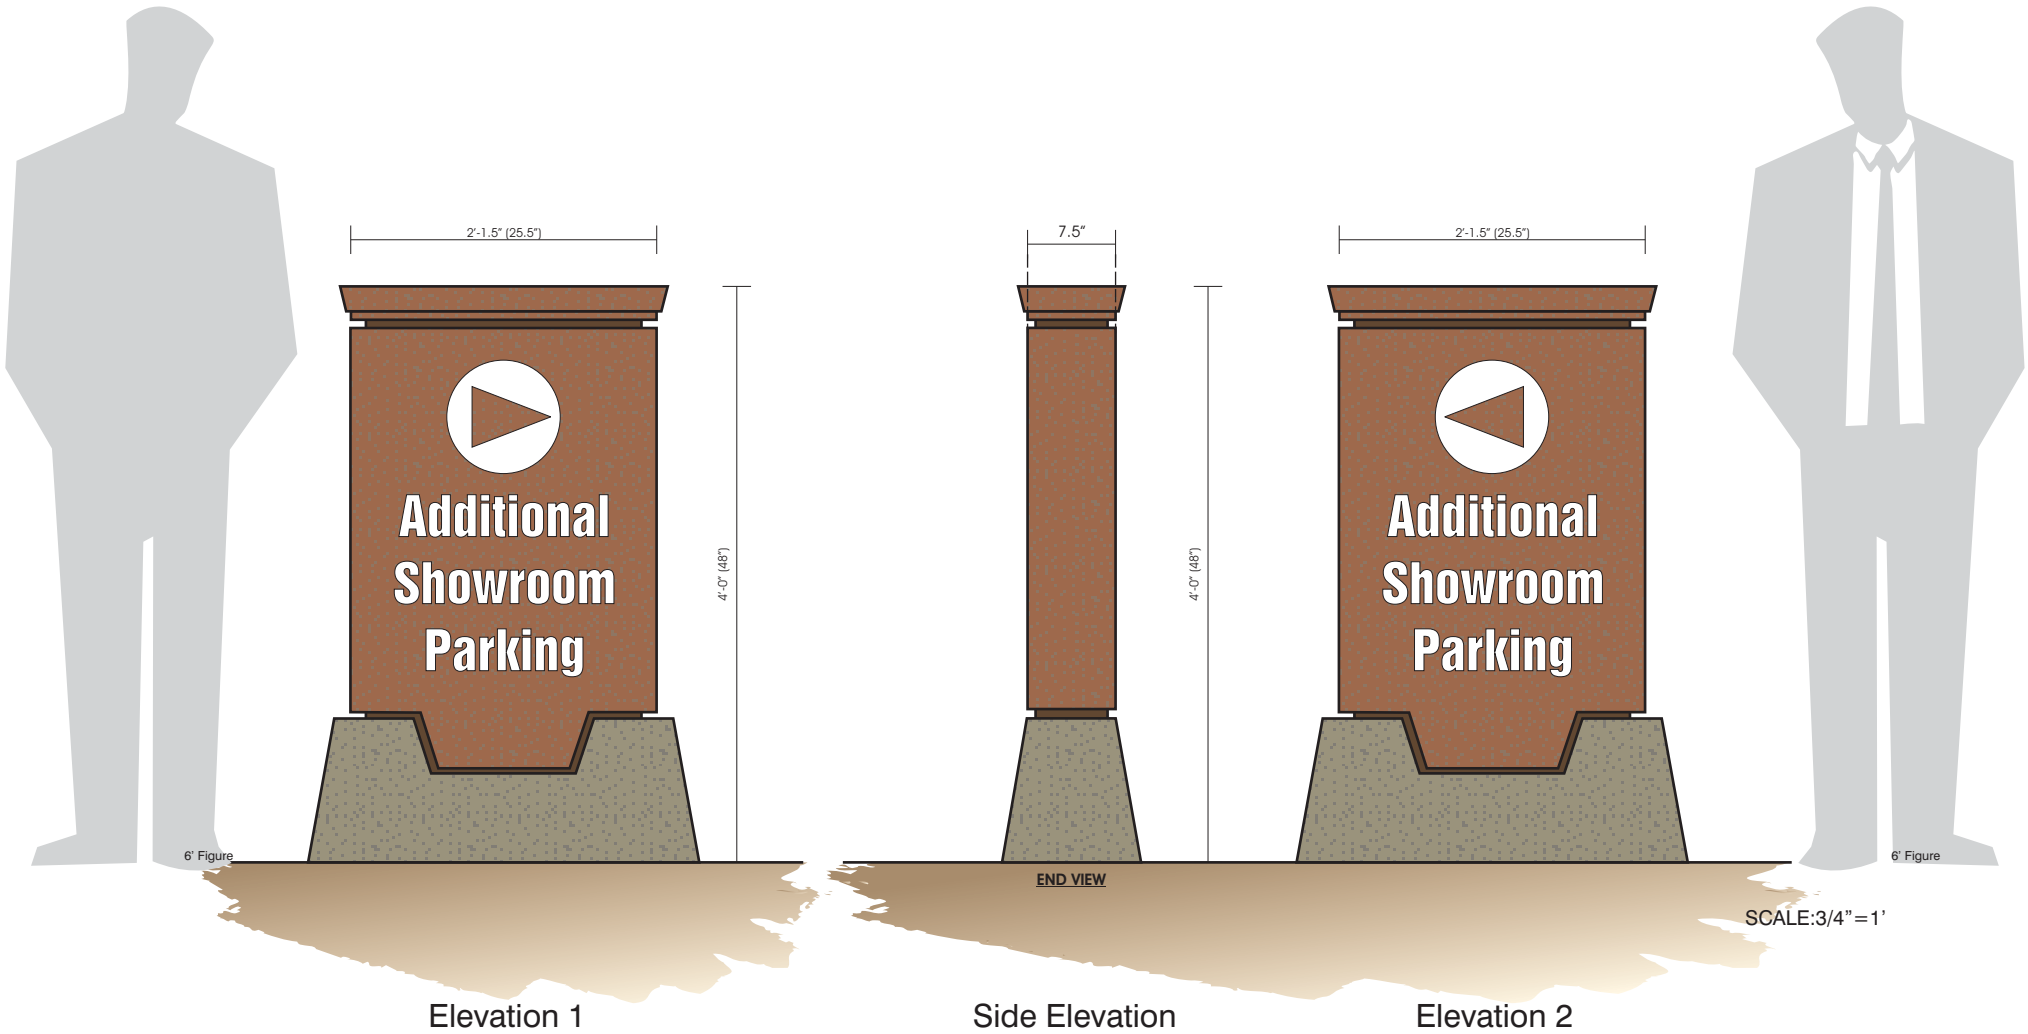 2'-1.5" (25.5")
7.5"
2'-1.5" (25.5")
Additional
Showroom
Parking
4'-0" (48")
4'-0" (48")
Additional
Showroom
Parking
6' Figure
6' Figure
END VIEW
SCALE:3/4"=1'
Elevation 1
Side Elevation
Elevation 2